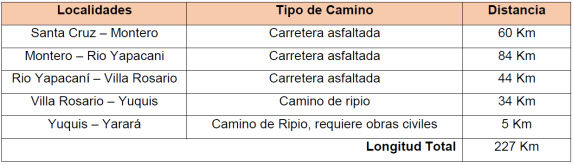 Localidades Tipo de Camino Distancia
Santa Cruz – Montero Carretera asfaltada 60 Km
Montero – Rio Yapacani Carretera asfaltada 84 Km
Rio Yapacaní – Villa Rosario Carretera asfaltada 44 Km
Villa Rosario – Yuquis Camino de ripio 34 Km
Yuquis – Yarará Camino de Ripio, requiere obras civiles 5 Km
Longitud Total 227 Km